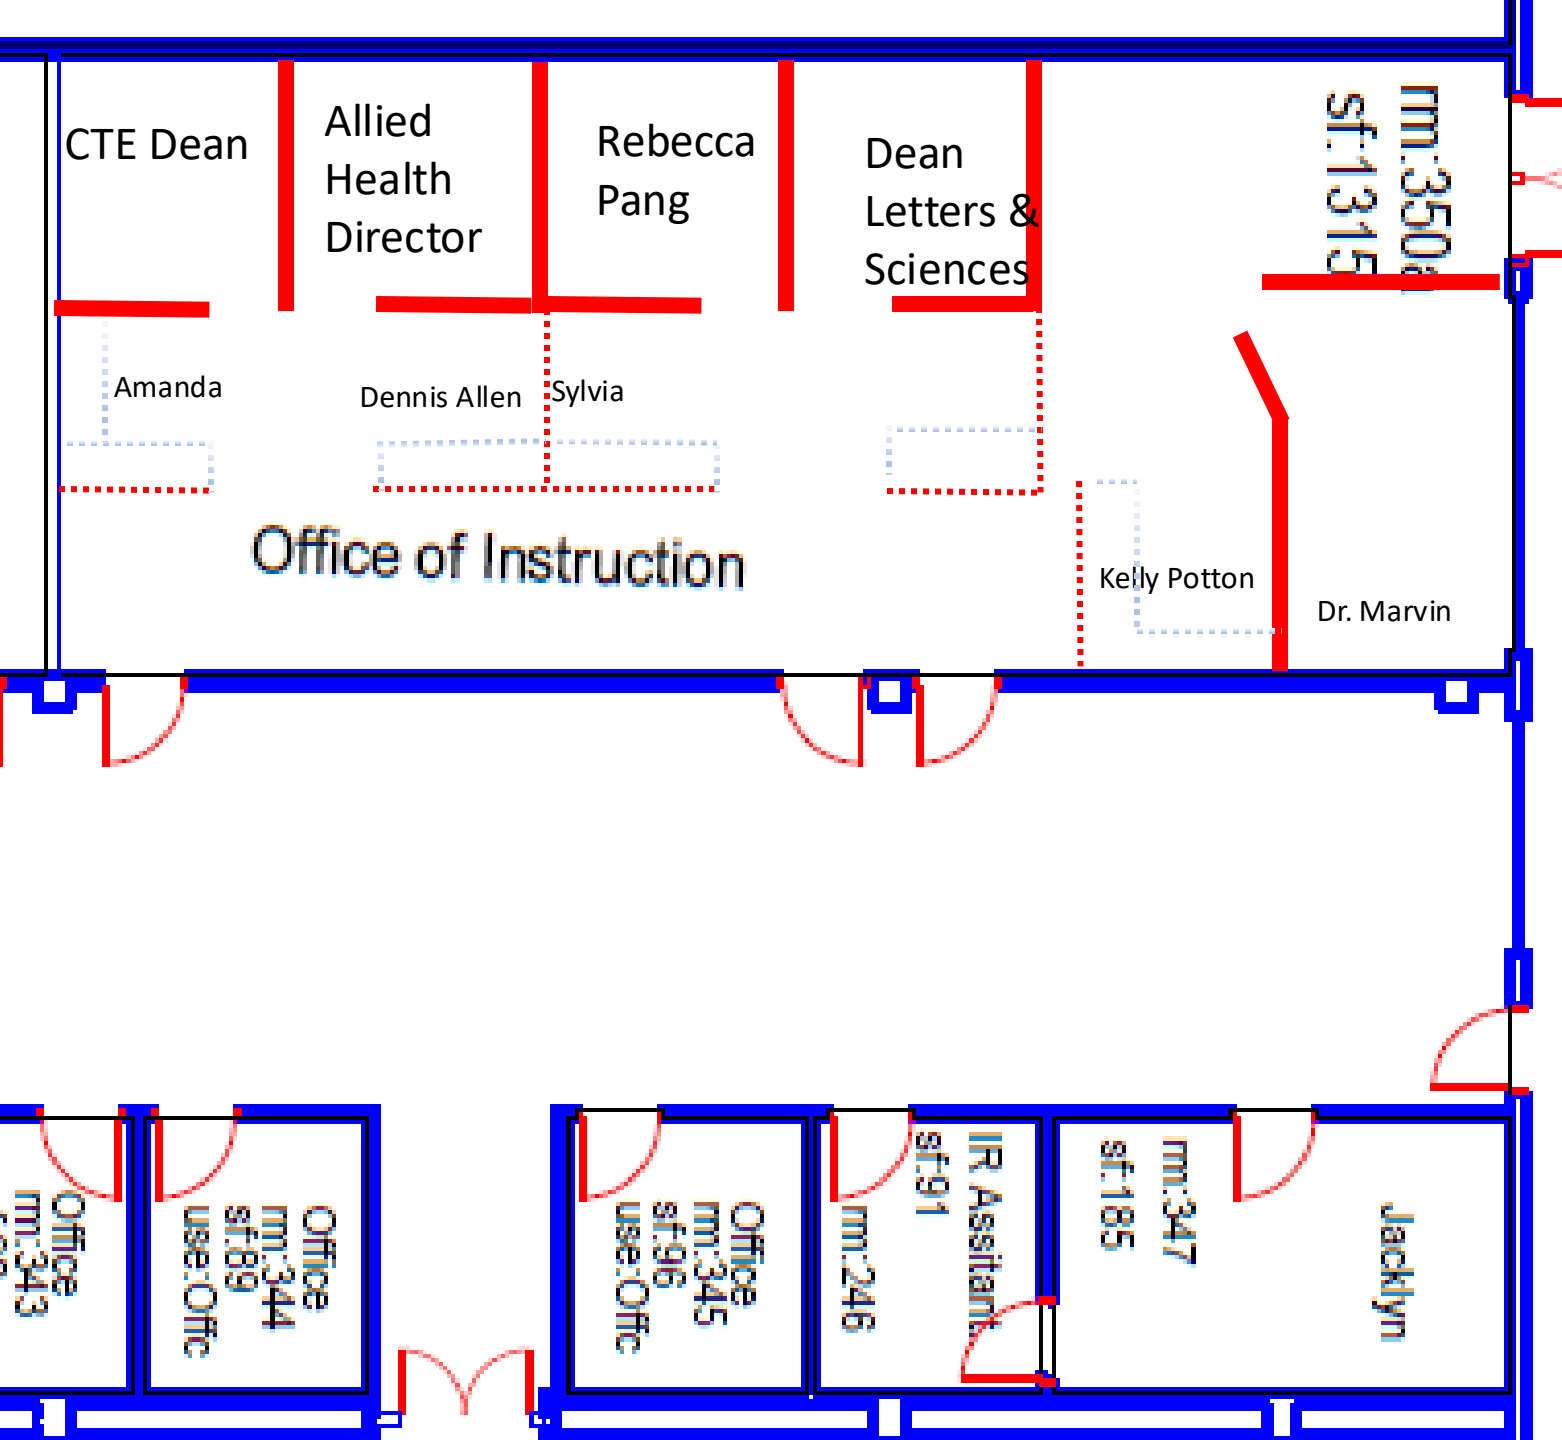 CTE Dean
Allied
Health
Director
Rebecca
Pang
Dean
Letters &
Sciences
rm:350a
sf:1315
Amanda
Dennis Allen
Sylvia
Office of Instruction
Kelly Potton
Dr. Marvin
Office
rm:343
Office
rm:344
sf:89
use:Offc
Office
rm:345
sf:96
use:Offc
IR Assitant
sf:91
rm:246
rm:347
sf:185
Jacklyn